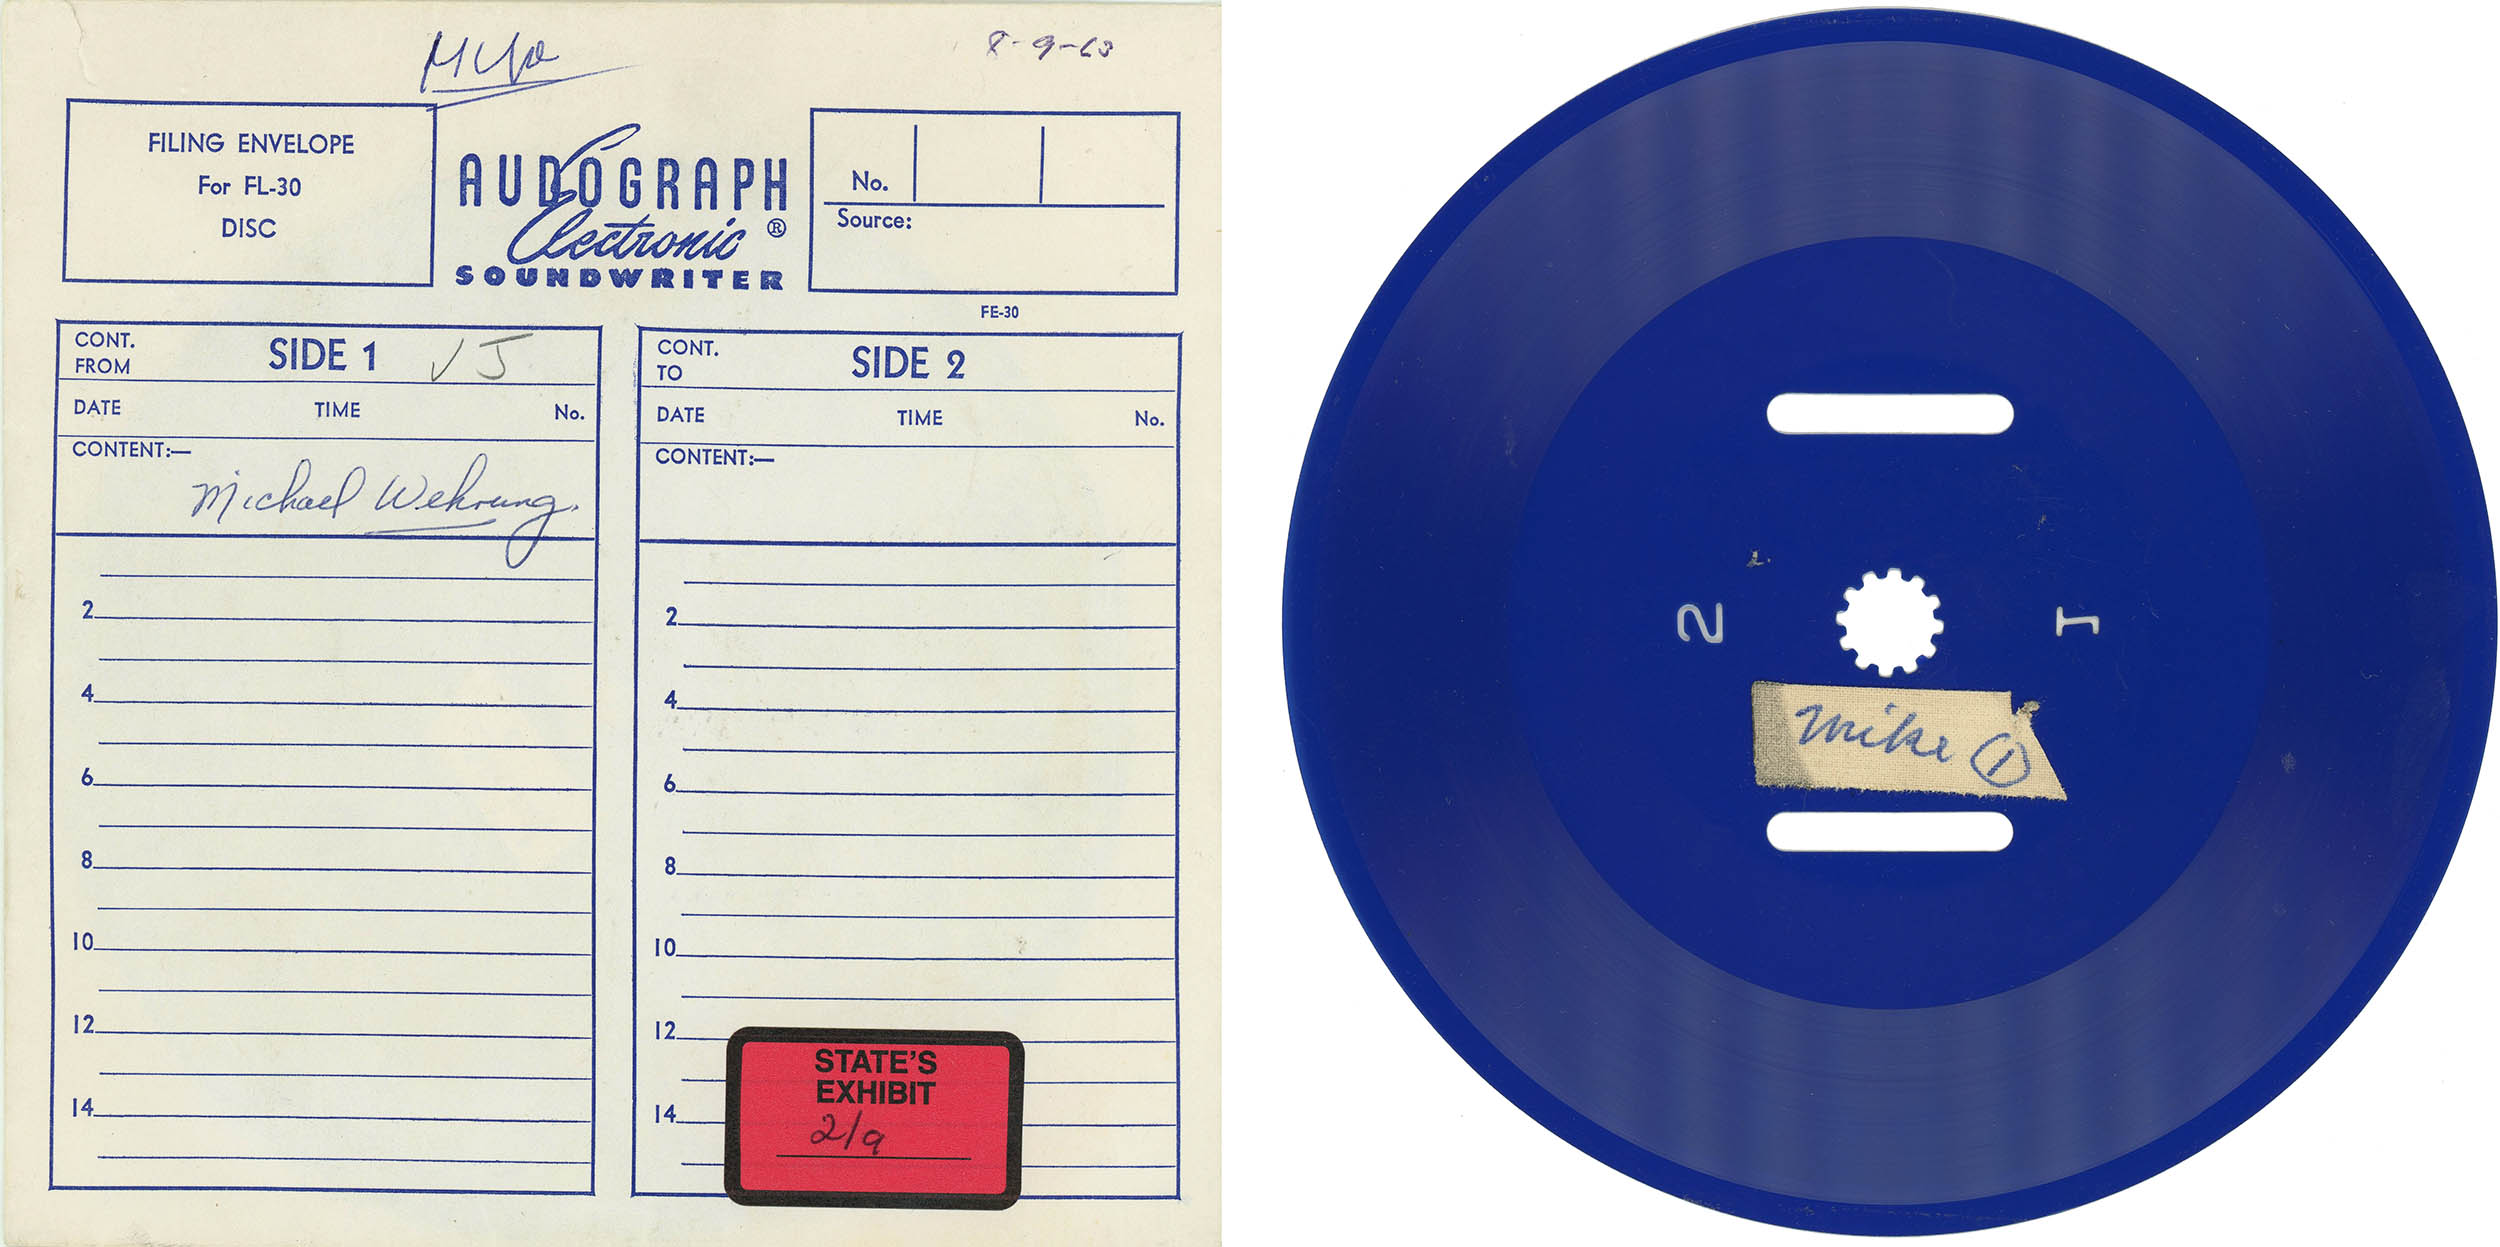 8-9-63
FILING ENVELOPE
For FL-30
DISC
AUDOGRAPH
Electronic ®
SOUNDWRITER
No.
Source:
FE-30
CONT.
FROM
SIDE 1 √ J
DATE TIME No.
CONTENT:—
Michael Wehrung.
2
4
6
8
10
12
14
CONT.
TO
SIDE 2
DATE TIME No.
CONTENT:—
2
4
6
8
10
12
14
STATE'S
EXHIBIT
2/9
2 1
Mike ①